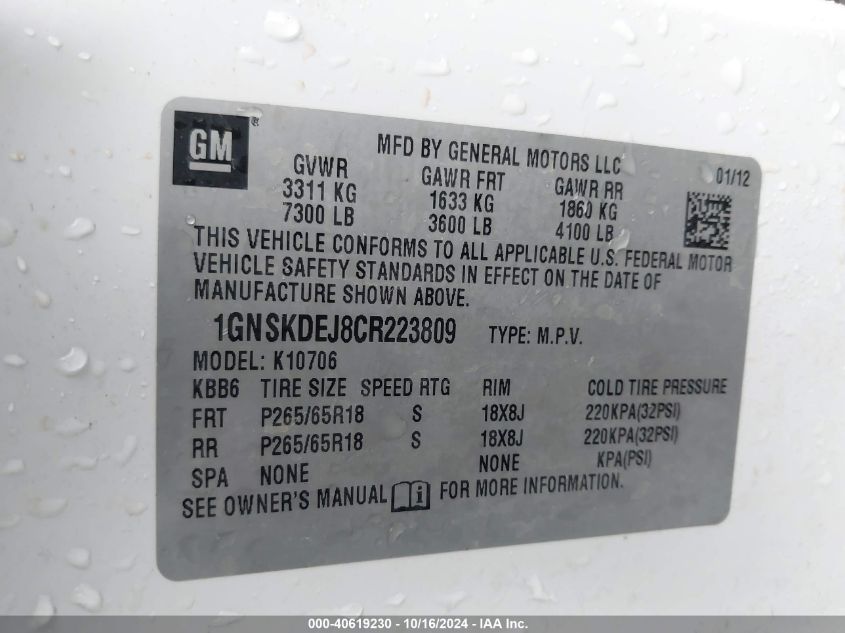 GM®
MFD BY GENERAL MOTORS LLC
01/12
GVWR GAWR FRT GAWR RR
3311 KG 1633 KG 1860 KG
7300 LB 3600 LB 4100 LB
THIS VEHICLE CONFORMS TO ALL APPLICABLE U.S. FEDERAL MOTOR
VEHICLE SAFETY STANDARDS IN EFFECT ON THE DATE OF
MANUFACTURE SHOWN ABOVE.
1GNSKDEJ8CR223809 TYPE: M.P.V.
MODEL: K10706
KBB6 TIRE SIZE SPEED RTG RIM COLD TIRE PRESSURE
FRT P265/65R18 S 18X8J 220KPA(32PSI)
RR P265/65R18 S 18X8J 220KPA(32PSI)
SPA NONE NONE KPA(PSI)
SEE OWNER'S MANUAL FOR MORE INFORMATION.
000-40619230 - 10/16/2024 - IAA Inc.